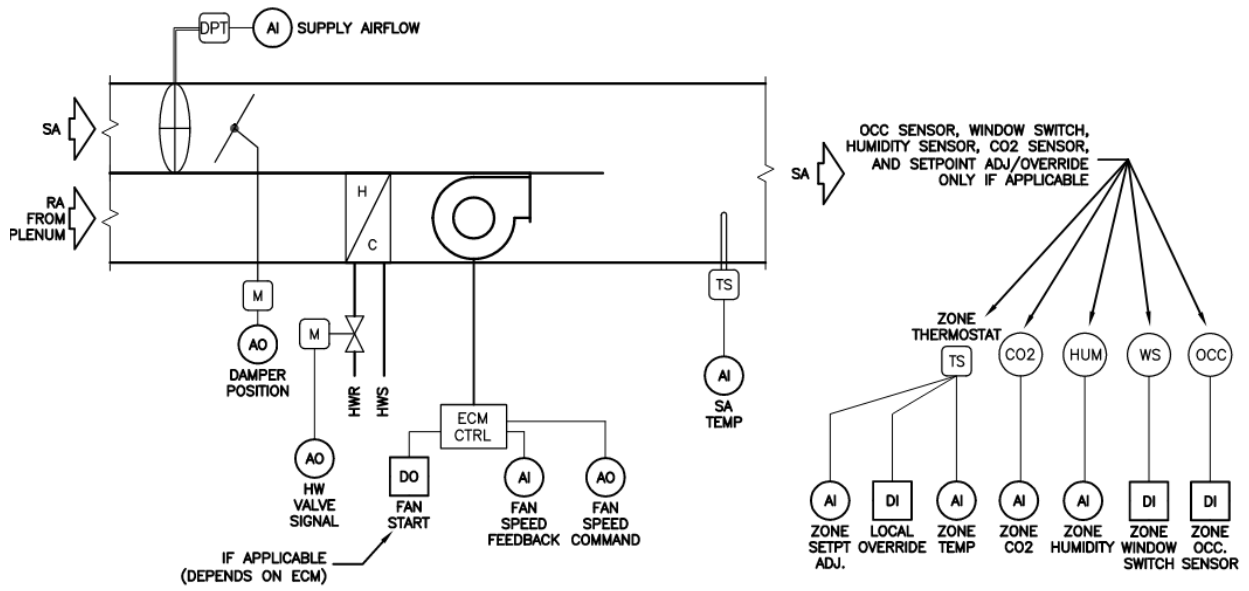 DPT
AI
SUPPLY AIRFLOW
SA
RA
FROM
PLENUM
H
C
M
AO
DAMPER
POSITION
M
AO
HW
VALVE
SIGNAL
HWR
HWS
ECM
CTRL
DO
FAN
START
AI
FAN
SPEED
FEEDBACK
AO
FAN
SPEED
COMMAND
IF APPLICABLE
(DEPENDS ON ECM)
TS
AI
SA
TEMP
SA
OCC SENSOR, WINDOW SWITCH,
HUMIDITY SENSOR, CO2 SENSOR,
AND SETPOINT ADJ/OVERRIDE
ONLY IF APPLICABLE
ZONE
THERMOSTAT
TS
CO2
HUM
WS
OCC
AI
ZONE
SETPT
ADJ.
DI
LOCAL
OVERRIDE
AI
ZONE
TEMP
AI
ZONE
CO2
AI
ZONE
HUMIDITY
DI
ZONE
WINDOW
SWITCH
DI
ZONE
OCC.
SENSOR